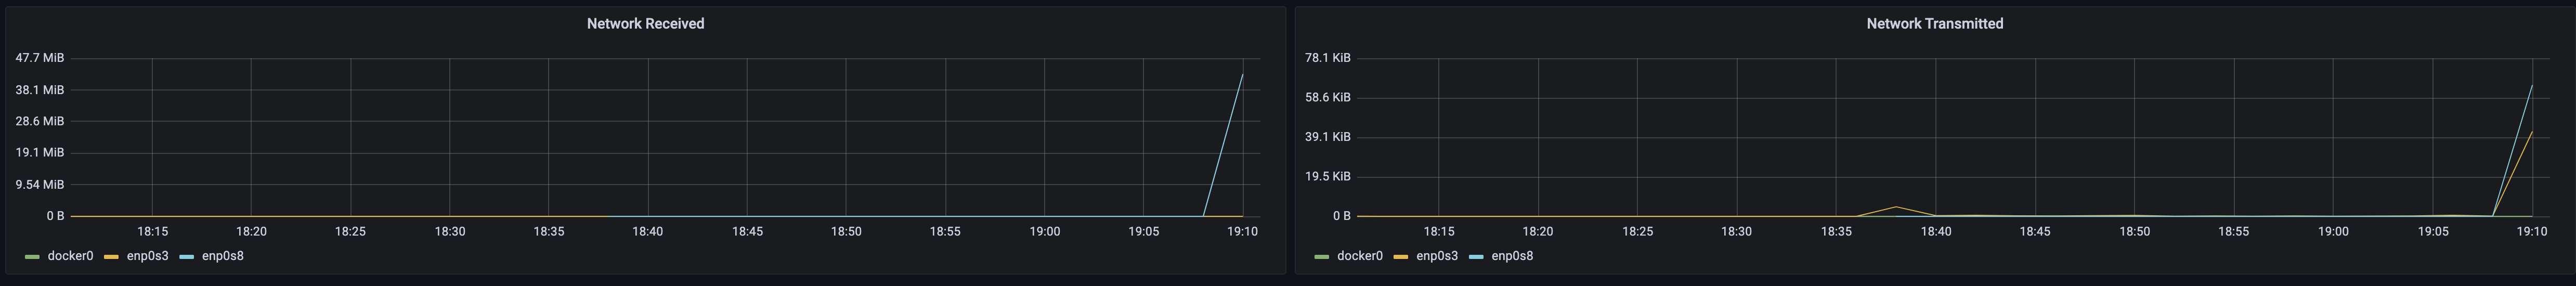 Network Received
47.7 MiB
38.1 MiB
28.6 MiB
19.1 MiB
9.54 MiB
0 B
18:15 18:20 18:25 18:30 18:35 18:40 18:45 18:50 18:55 19:00 19:05 19:10
docker0 enp0s3 enp0s8
Network Transmitted
78.1 KiB
58.6 KiB
39.1 KiB
19.5 KiB
0 B
18:15 18:20 18:25 18:30 18:35 18:40 18:45 18:50 18:55 19:00 19:05 19:10
docker0 enp0s3 enp0s8